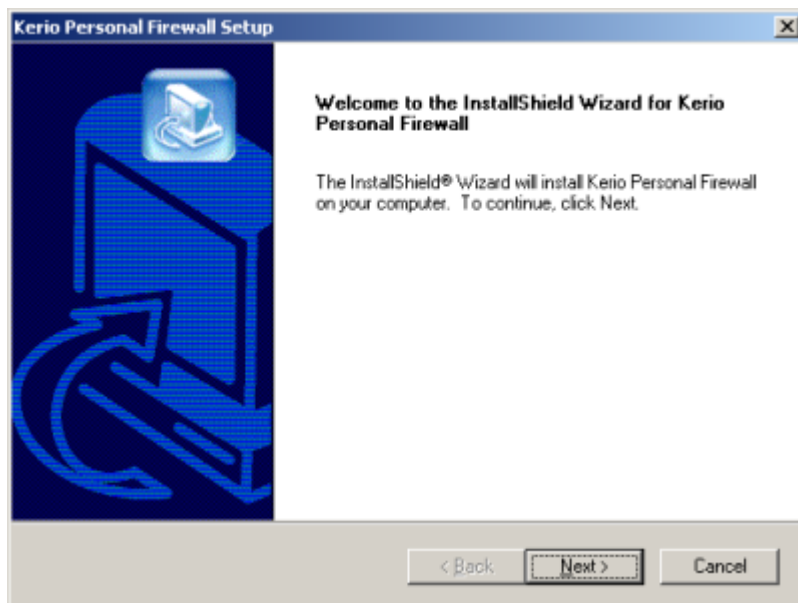 Kerio Personal Firewall Setup
Welcome to the InstallShield Wizard for Kerio
Personal Firewall
The InstallShield® Wizard will install Kerio Personal Firewall
on your computer. To continue, click Next.
< Back
Next >
Cancel